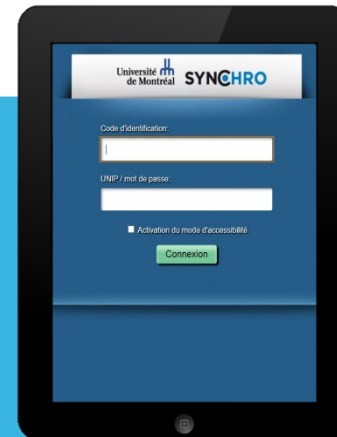 Université
de Montréal
SYNCHRO
Code d'identification:
UNIP / mot de passe:
Activation du mode d'accessibilité
Connexion